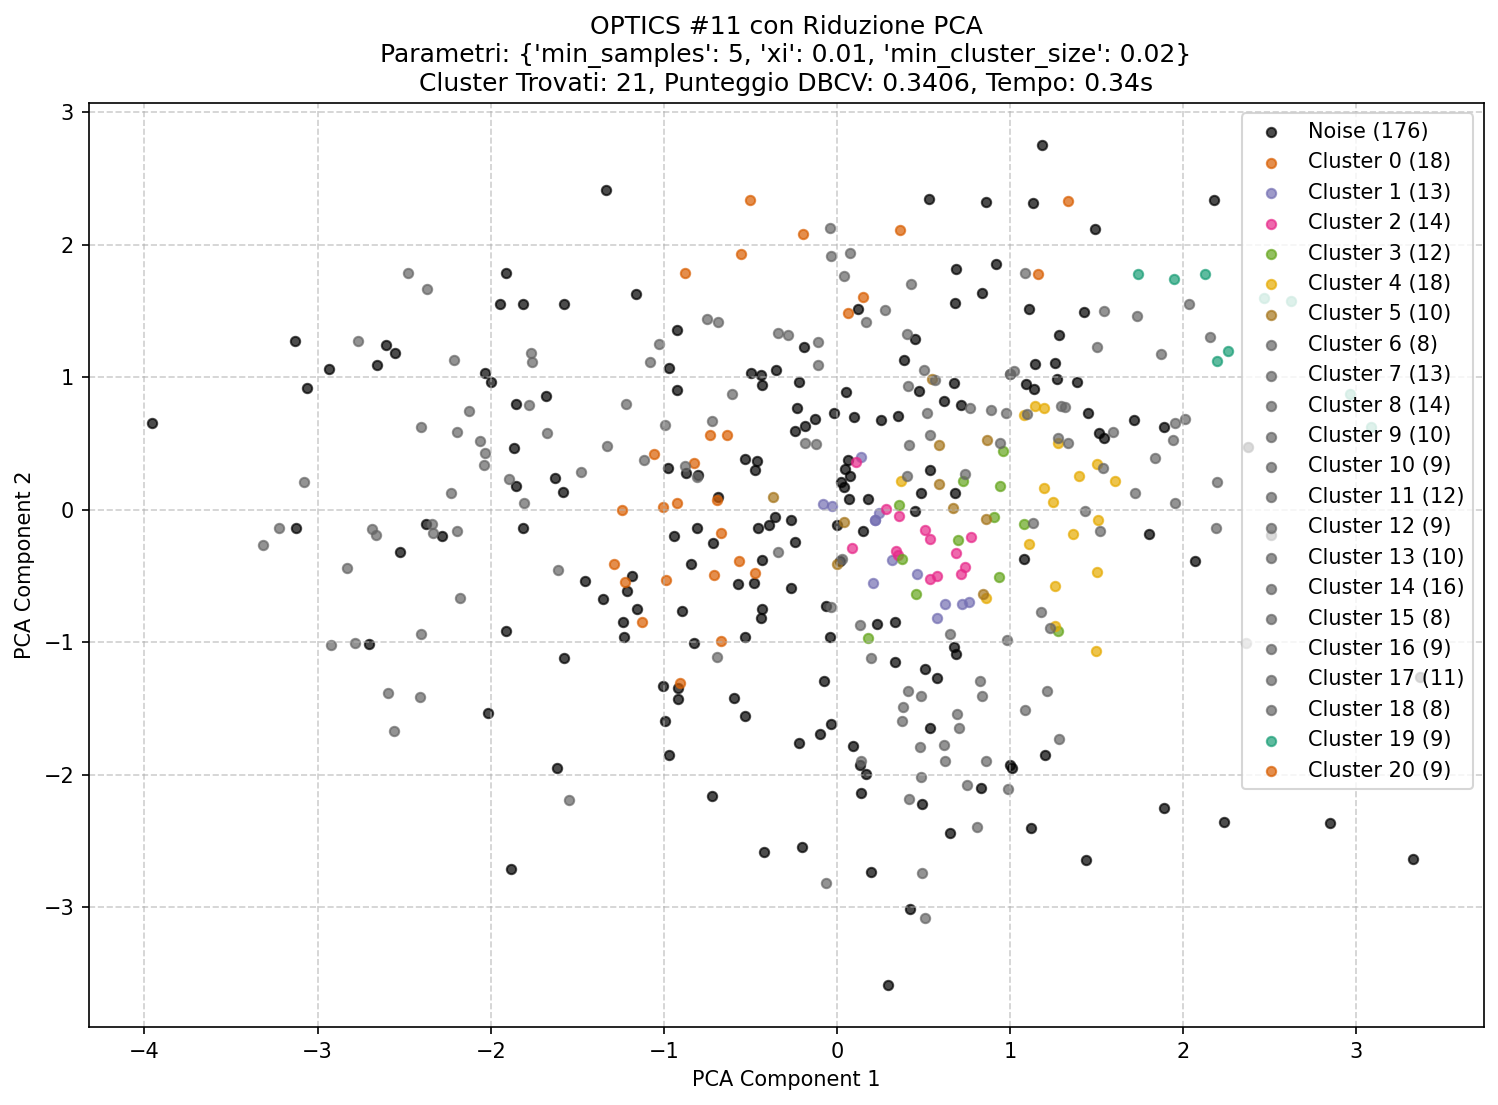 OPTICS #11 con Riduzione PCA
Parametri: {'min_samples': 5, 'xi': 0.01, 'min_cluster_size': 0.02}
Cluster Trovati: 21, Punteggio DBCV: 0.3406, Tempo: 0.34s
3
2
1
0
−1
−2
−3
PCA Component 2
Noise (176)
Cluster 0 (18)
Cluster 1 (13)
Cluster 2 (14)
Cluster 3 (12)
Cluster 4 (18)
Cluster 5 (10)
Cluster 6 (8)
Cluster 7 (13)
Cluster 8 (14)
Cluster 9 (10)
Cluster 10 (9)
Cluster 11 (12)
Cluster 12 (9)
Cluster 13 (10)
Cluster 14 (16)
Cluster 15 (8)
Cluster 16 (9)
Cluster 17 (11)
Cluster 18 (8)
Cluster 19 (9)
Cluster 20 (9)
−4 −3 −2 −1 0 1 2 3
PCA Component 1